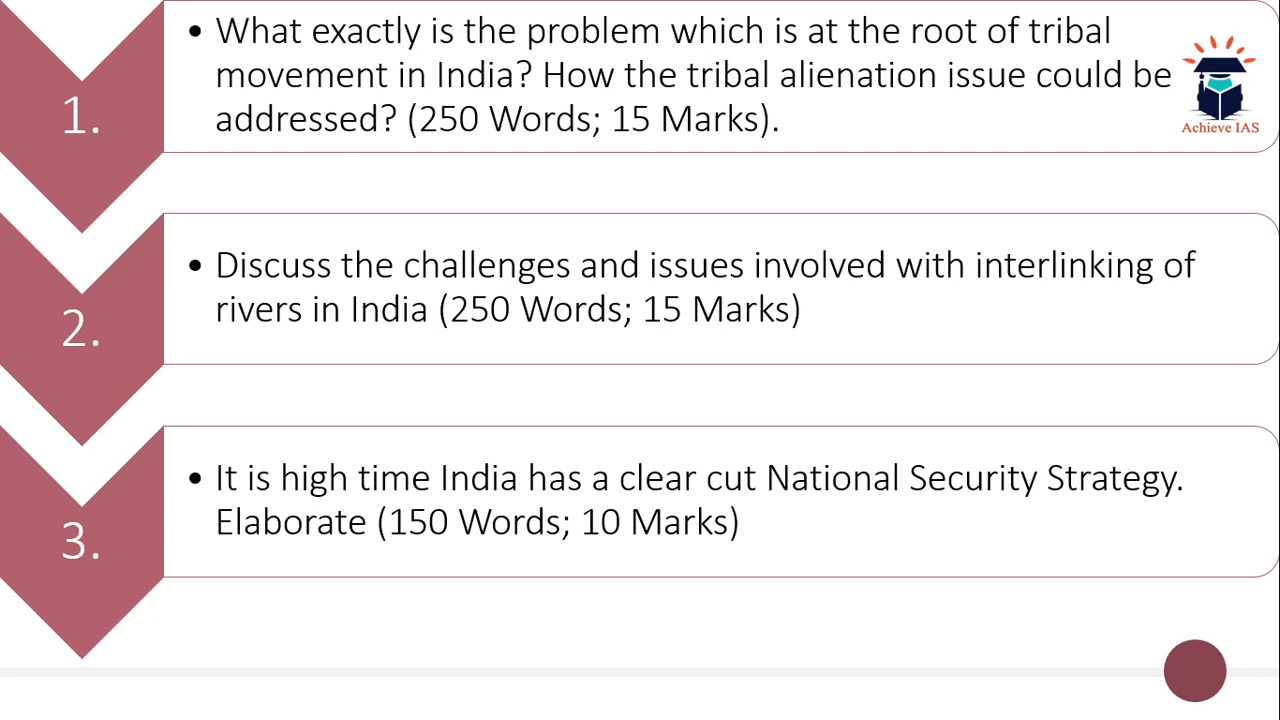 1.
• What exactly is the problem which is at the root of tribal
movement in India? How the tribal alienation issue could be
addressed? (250 Words; 15 Marks).
Achieve IAS
2.
• Discuss the challenges and issues involved with interlinking of
rivers in India (250 Words; 15 Marks)
3.
• It is high time India has a clear cut National Security Strategy.
Elaborate (150 Words; 10 Marks)